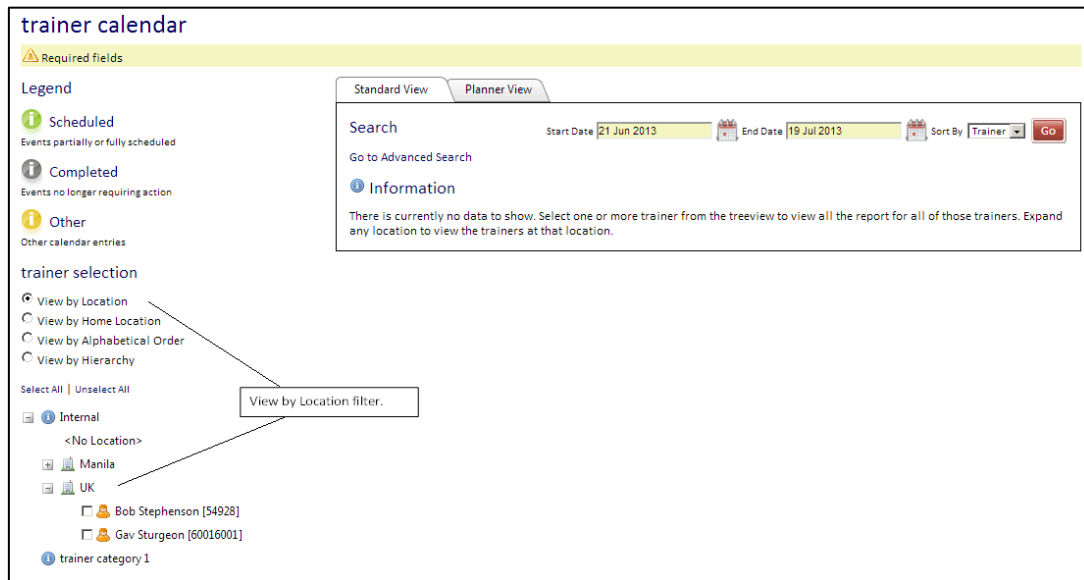 trainer calendar
Required fields
Legend
Scheduled
Events partially or fully scheduled
Completed
Events no longer requiring action
Other
Other calendar entries
trainer selection
View by Location
View by Home Location
View by Alphabetical Order
View by Hierarchy
Select All | Unselect All
Internal
<No Location>
Manila
UK
Bob Stephenson [54928]
Gav Sturgeon [60016001]
trainer category 1
View by Location filter.
Standard View Planner View
Search Start Date 21 Jun 2013 End Date 19 Jul 2013 Sort By Trainer Go
Go to Advanced Search
Information
There is currently no data to show. Select one or more trainer from the treeview to view all the report for all of those trainers. Expand
any location to view the trainers at that location.